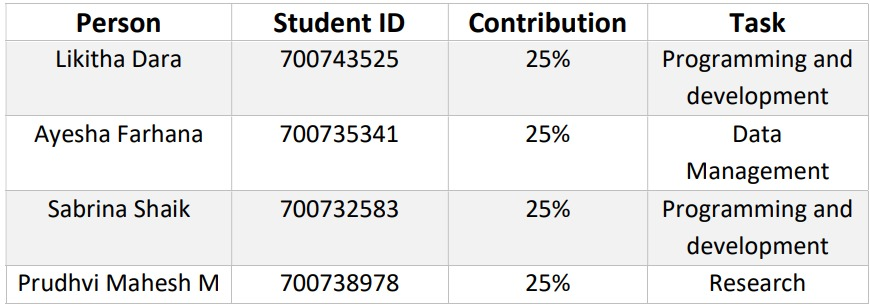 Person Student ID Contribution Task
Likitha Dara 700743525 25% Programming and
development
Ayesha Farhana 700735341 25% Data
Management
Sabrina Shaik 700732583 25% Programming and
development
Prudhvi Mahesh M 700738978 25% Research